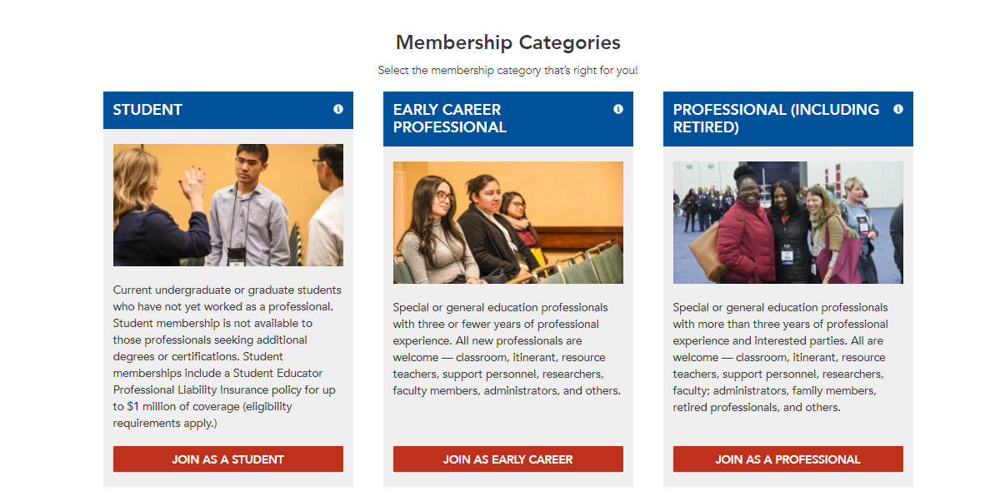 Membership Categories
Select the membership category that's right for you!
STUDENT
Current undergraduate or graduate students
who have not yet worked as a professional.
Student membership is not available to
those professionals seeking additional
degrees or certifications. Student
memberships include a Student Educator
Professional Liability Insurance policy for up
to $1 million of coverage (eligibility
requirements apply.)
JOIN AS A STUDENT
EARLY CAREER
PROFESSIONAL
Special or general education professionals
with three or fewer years of professional
experience. All new professionals are
welcome — classroom, itinerant, resource
teachers, support personnel, researchers,
faculty members, administrators, and others.
JOIN AS EARLY CAREER
PROFESSIONAL (INCLUDING
RETIRED)
Special or general education professionals
with more than three years of professional
experience and interested parties. All are
welcome — classroom, itinerant, resource
teachers, support personnel, researchers,
faculty; administrators, family members,
retired professionals, and others.
JOIN AS A PROFESSIONAL